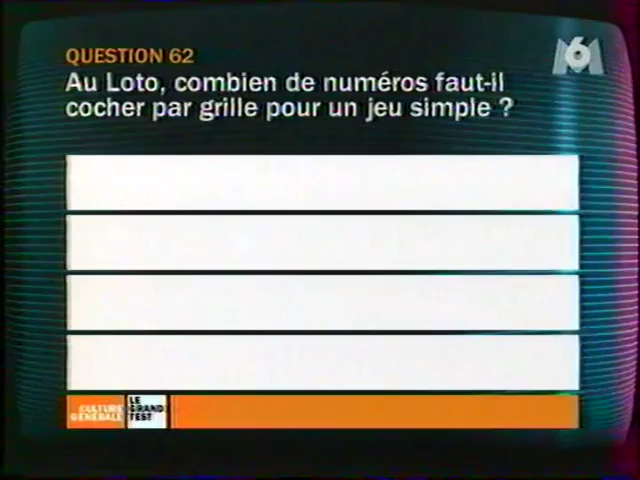 QUESTION 62
M6
Au Loto, combien de numéros faut-il
cocher par grille pour un jeu simple ?
CULTURE
GÉNÉRALE
LE
GRAND
TEST